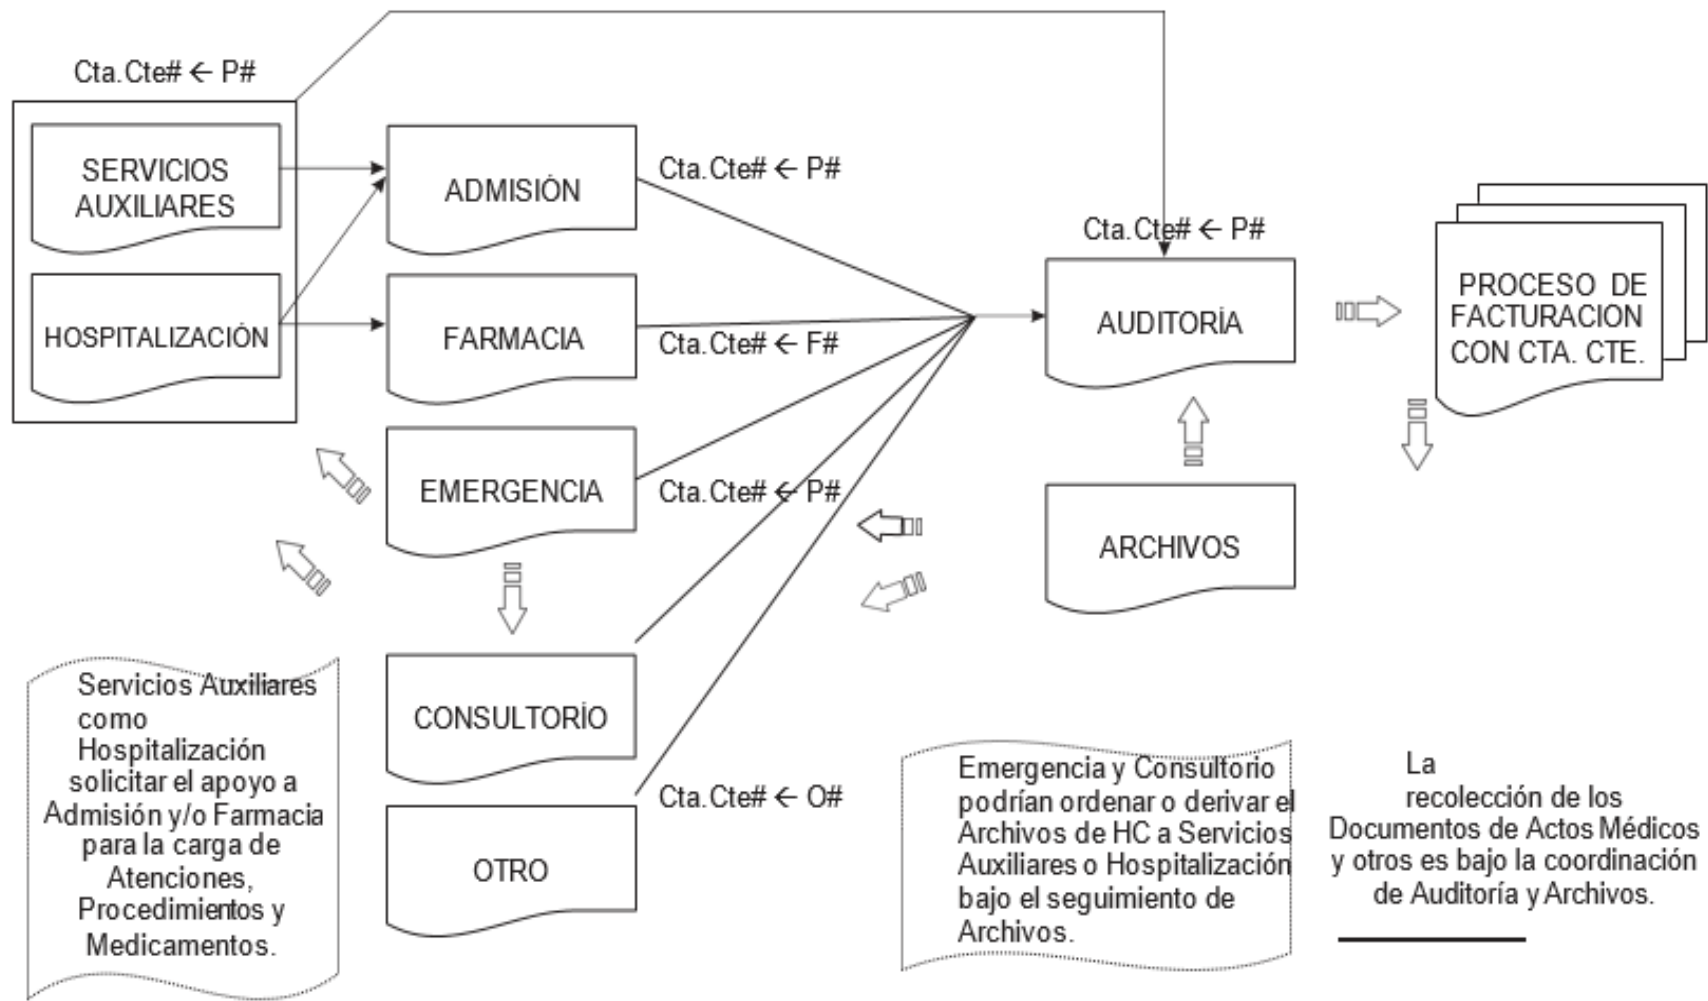 Cta.Cte# ← P#
SERVICIOS
AUXILIARES
HOSPITALIZACIÓN
ADMISIÓN
Cta.Cte# ← P#
FARMACIA
Cta.Cte# ← F#
EMERGENCIA
Cta.Cte# ← P#
CONSULTORÍO
Cta.Cte# ← O#
OTRO
Cta.Cte# ← P#
AUDITORÍA
ARCHIVOS
PROCESO DE
FACTURACION
CON CTA. CTE.
Servicios Auxiliares
como
Hospitalización
solicitar el apoyo a
Admisión y/o Farmacia
para la carga de
Atenciones,
Procedimientos y
Medicamentos.
Emergencia y Consultorio
podrían ordenar o derivar el
Archivos de HC a Servicios
Auxiliares o Hospitalización
bajo el seguimiento de
Archivos.
La
recolección de los
Documentos de Actos Médicos
y otros es bajo la coordinación
de Auditoría y Archivos.